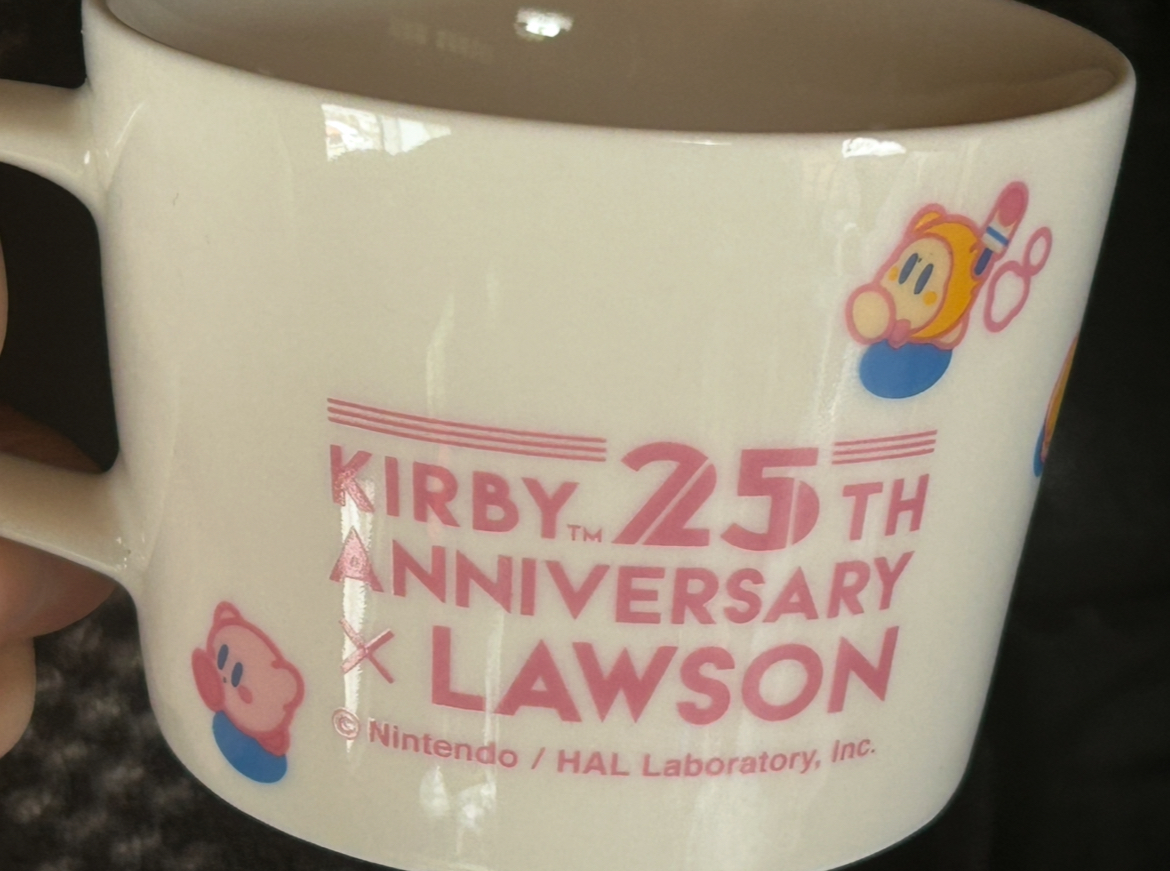 KIRBY™ 25TH
ANNIVERSARY
× LAWSON
© Nintendo / HAL Laboratory, Inc.